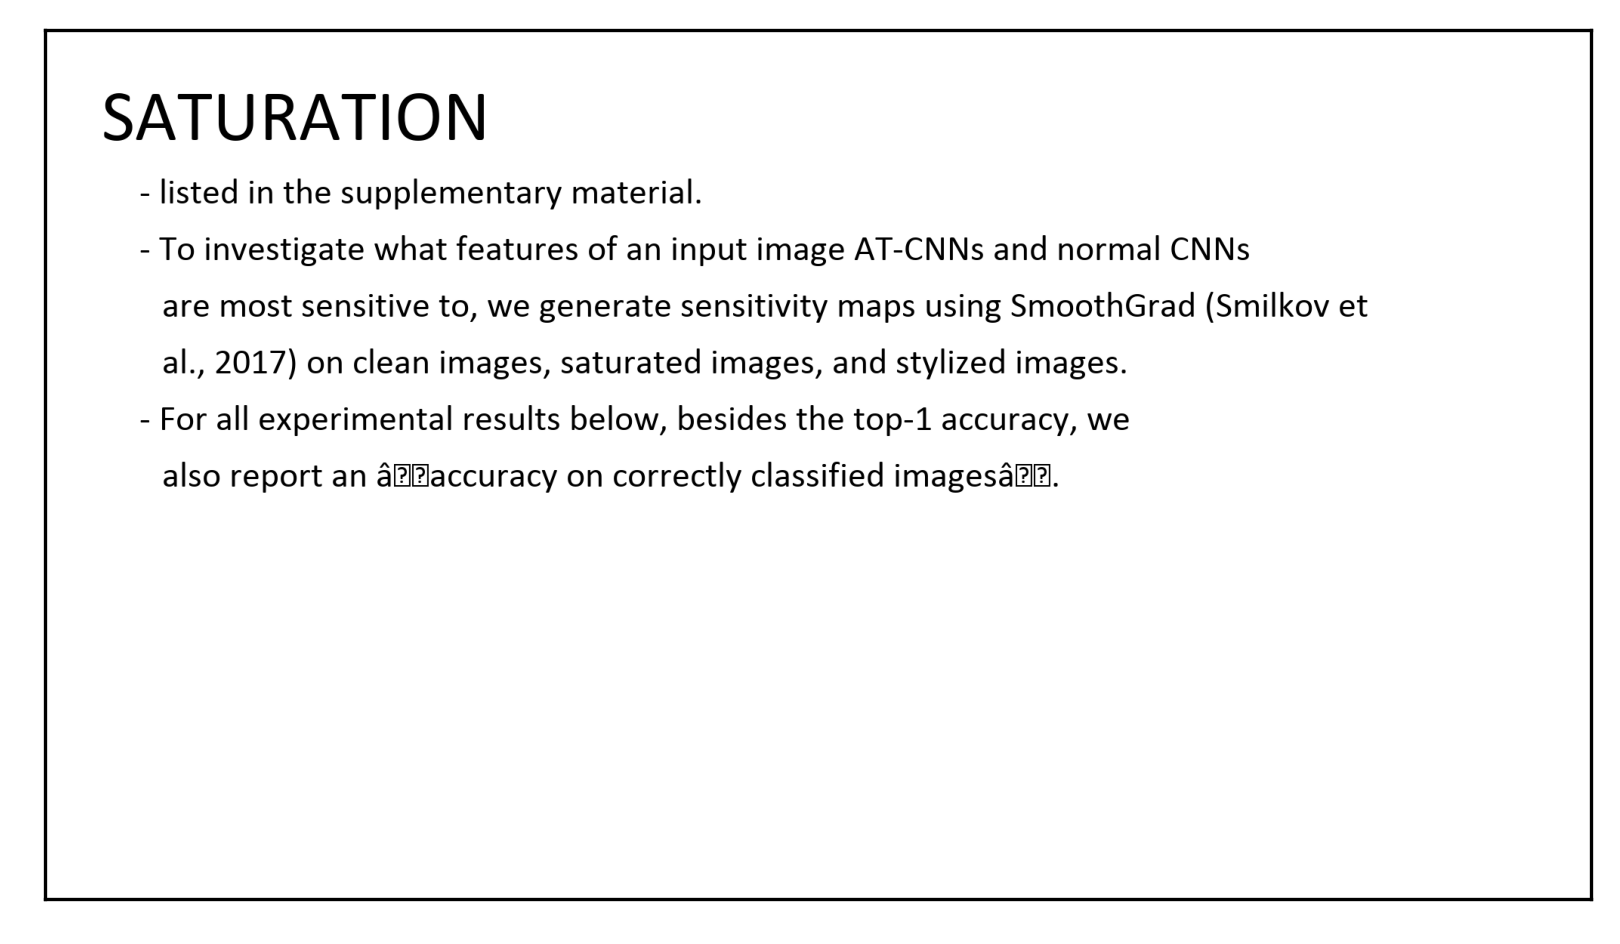 SATURATION
- listed in the supplementary material.
- To investigate what features of an input image AT-CNNs and normal CNNs
are most sensitive to, we generate sensitivity maps using SmoothGrad (Smilkov et
al., 2017) on clean images, saturated images, and stylized images.
- For all experimental results below, besides the top-1 accuracy, we
also report an â��accuracy on correctly classified imagesâ��.